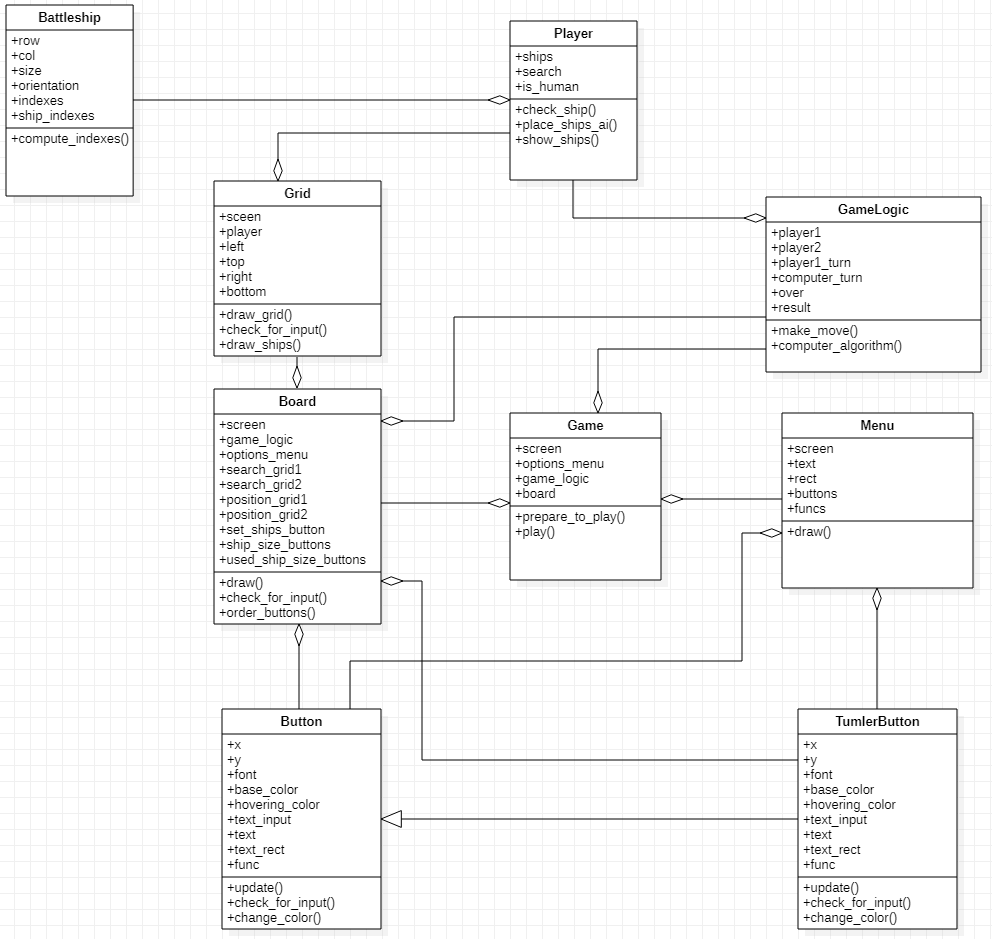 Battleship
+row
+col
+size
+orientation
+indexes
+ship_indexes
+compute_indexes()
Player
+ships
+search
+is_human
+check_ship()
+place_ships_ai()
+show_ships()
Grid
+sceen
+player
+left
+top
+right
+bottom
+draw_grid()
+check_for_input()
+draw_ships()
GameLogic
+player1
+player2
+player1_turn
+computer_turn
+over
+result
+make_move()
+computer_algorithm()
Board
+screen
+game_logic
+options_menu
+search_grid1
+search_grid2
+position_grid1
+position_grid2
+set_ships_button
+ship_size_buttons
+used_ship_size_buttons
+draw()
+check_for_input()
+order_buttons()
Game
+screen
+options_menu
+game_logic
+board
+prepare_to_play()
+play()
Menu
+screen
+text
+rect
+buttons
+funcs
+draw()
Button
+x
+y
+font
+base_color
+hovering_color
+text_input
+text
+text_rect
+func
+update()
+check_for_input()
+change_color()
TumlerButton
+x
+y
+font
+base_color
+hovering_color
+text_input
+text
+text_rect
+func
+update()
+check_for_input()
+change_color()